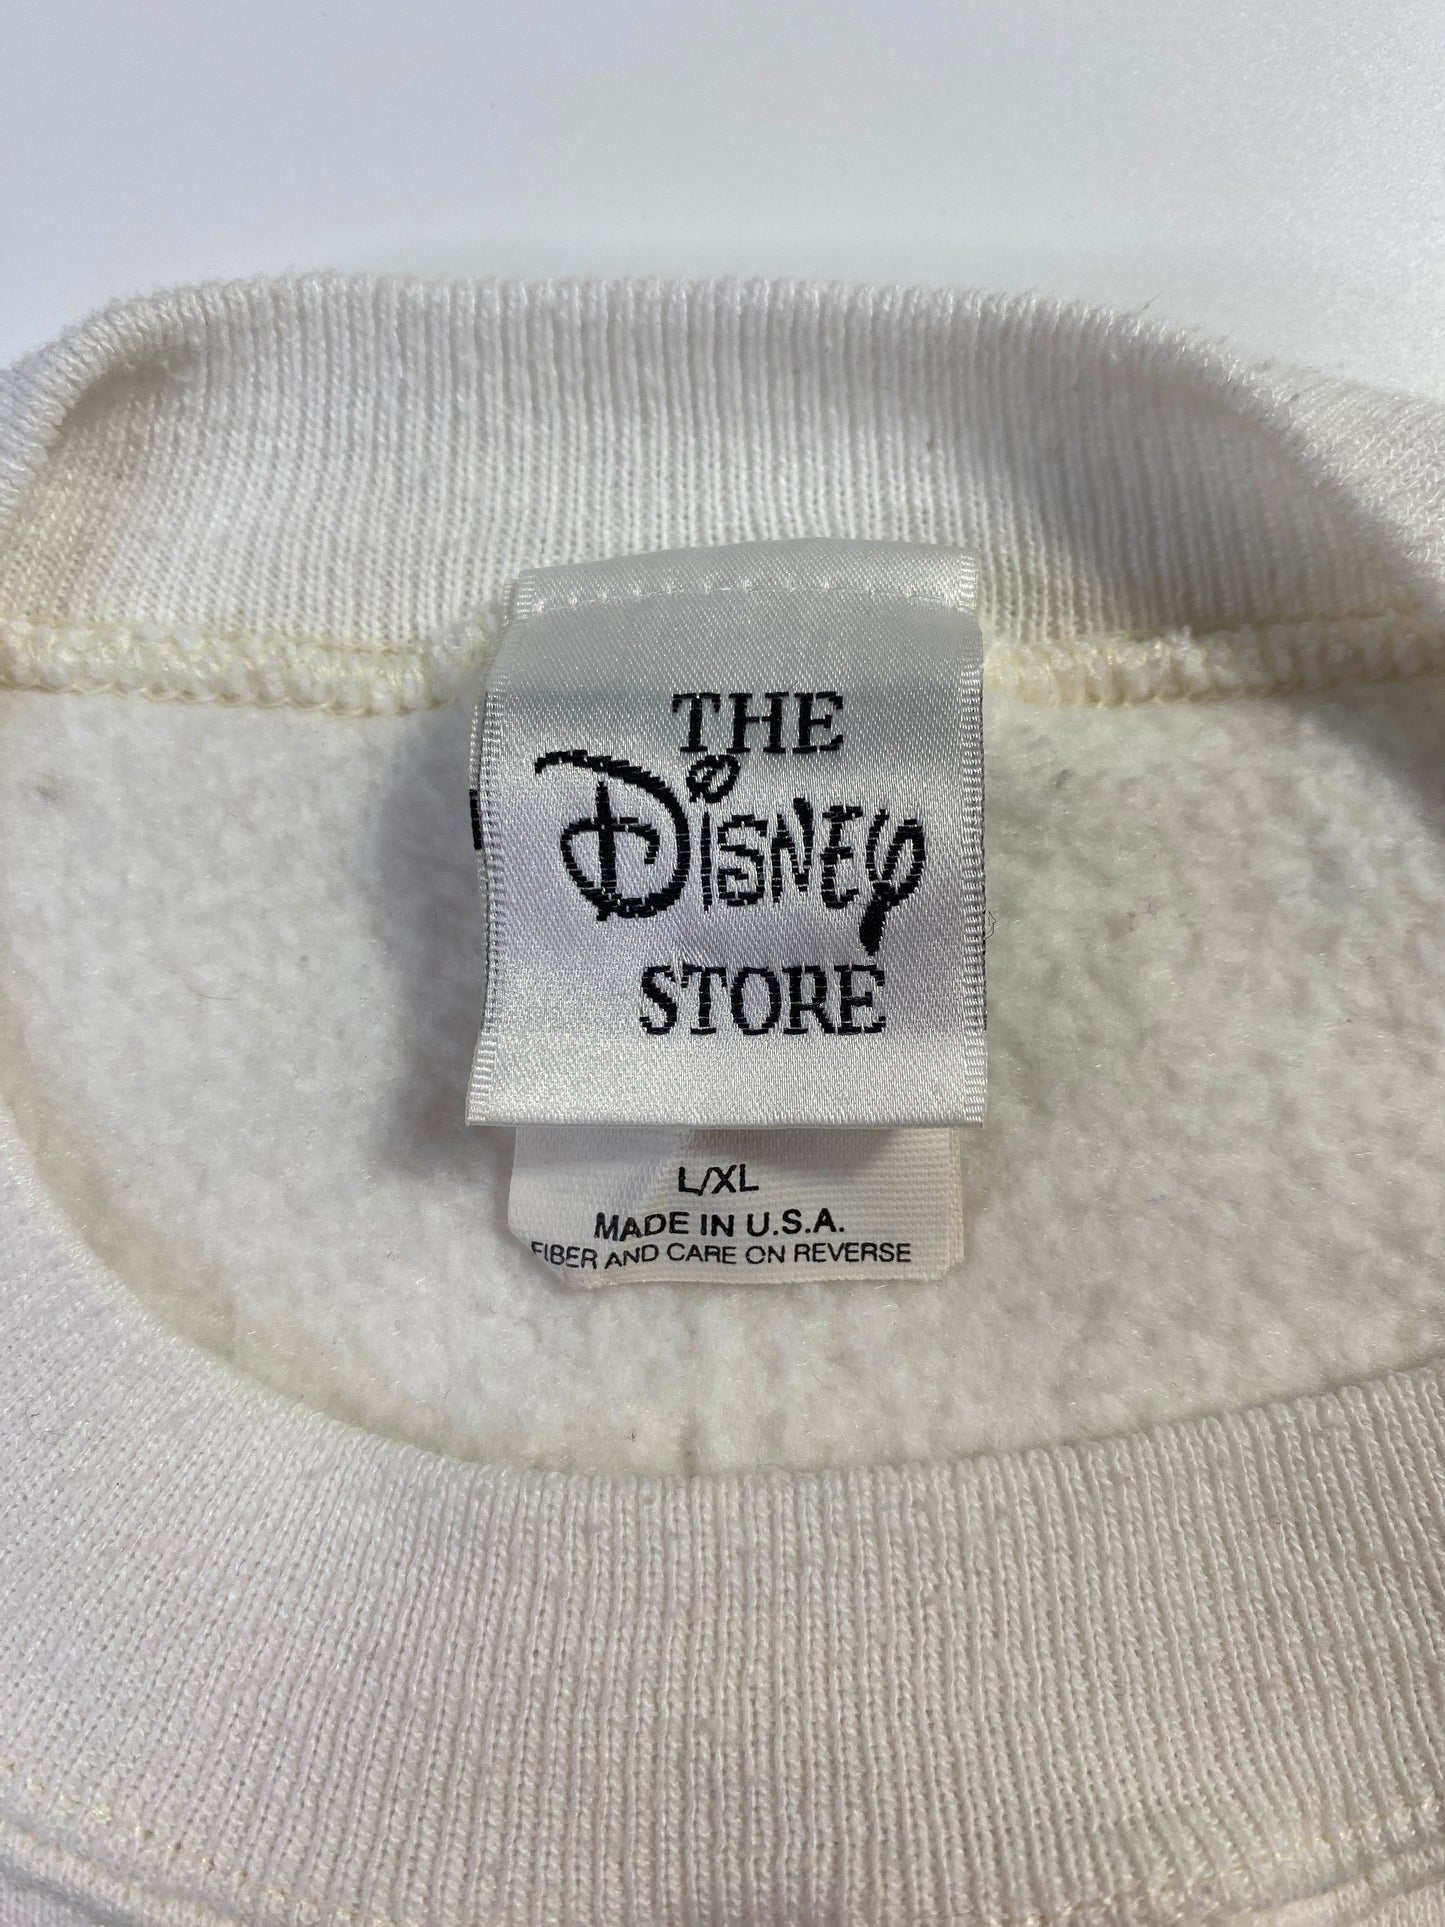 THE
DISNEY
STORE
L/XL
MADE IN U.S.A.
FIBER AND CARE ON REVERSE